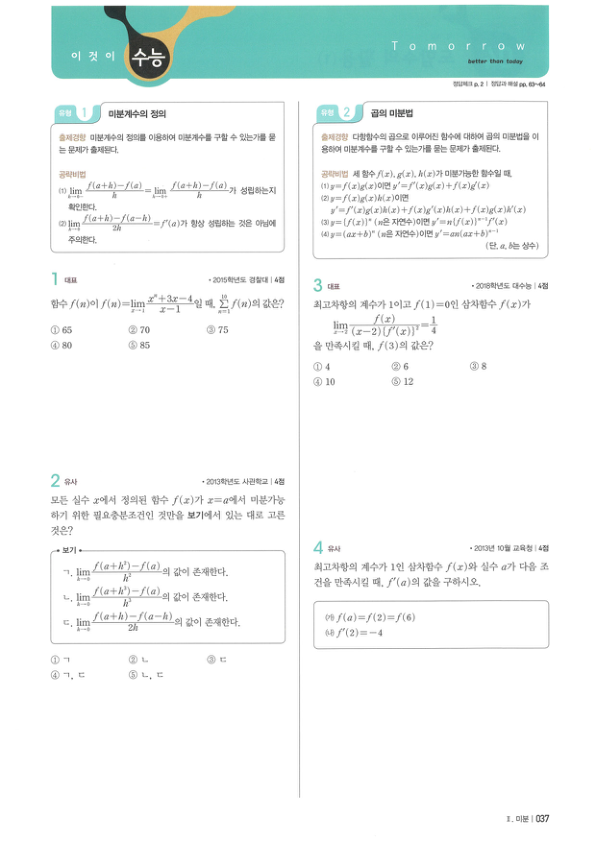 이것이 수능
Tomorrow
better than today
정답체크 p. 2 | 정답과 해설 pp. 63~64
유형 1 미분계수의 정의
출제경향 미분계수의 정의를 이용하여 미분계수를 구할 수 있는가를 묻
는 문제가 출제된다.
공략비법
(1) lim_{h→0-} {f(a+h)-f(a)}/h = lim_{h→0+} {f(a+h)-f(a)}/h 가 성립하는지
확인한다.
(2) lim_{h→0} {f(a+h)-f(a-h)}/2h = f'(a)가 항상 성립하는 것은 아님에
주의한다.
1 대표 • 2015학년도 경찰대 | 4점
함수 f(n)이 f(n)=lim_{x→1} (xⁿ+3x-4)/(x-1) 일 때, ∑_{n=1}^{10} f(n)의 값은?
① 65 ② 70 ③ 75
④ 80 ⑤ 85
2 유사 • 2013학년도 사관학교 | 4점
모든 실수 x에서 정의된 함수 f(x)가 x=a에서 미분가능
하기 위한 필요충분조건인 것만을 보기에서 있는 대로 고른
것은?
• 보기 •
ㄱ. lim_{h→0} {f(a+h²)-f(a)}/h² 의 값이 존재한다.
ㄴ. lim_{h→0} {f(a+h³)-f(a)}/h³ 의 값이 존재한다.
ㄷ. lim_{h→0} {f(a+h)-f(a-h)}/2h 의 값이 존재한다.
① ㄱ ② ㄴ ③ ㄷ
④ ㄱ, ㄷ ⑤ ㄴ, ㄷ
유형 2 곱의 미분법
출제경향 다항함수의 곱으로 이루어진 함수에 대하여 곱의 미분법을 이
용하여 미분계수를 구할 수 있는가를 묻는 문제가 출제된다.
공략비법 세 함수 f(x), g(x), h(x)가 미분가능한 함수일 때,
(1) y=f(x)g(x)이면 y'=f'(x)g(x)+f(x)g'(x)
(2) y=f(x)g(x)h(x)이면
y'=f'(x)g(x)h(x)+f(x)g'(x)h(x)+f(x)g(x)h'(x)
(3) y={f(x)}ⁿ (n은 자연수)이면 y'=n{f(x)}ⁿ⁻¹f'(x)
(4) y=(ax+b)ⁿ (n은 자연수)이면 y'=an(ax+b)ⁿ⁻¹
(단, a, b는 상수)
3 대표 • 2018학년도 대수능 | 4점
최고차항의 계수가 1이고 f(1)=0인 삼차함수 f(x)가
lim_{x→2} f(x)/[(x-2){f'(x)}²] = 1/4
을 만족시킬 때, f(3)의 값은?
① 4 ② 6 ③ 8
④ 10 ⑤ 12
4 유사 • 2013년 10월 교육청 | 4점
최고차항의 계수가 1인 삼차함수 f(x)와 실수 a가 다음 조
건을 만족시킬 때, f'(a)의 값을 구하시오.
㈎ f(a)=f(2)=f(6)
㈏ f'(2)=-4
Ⅱ. 미분 | 037